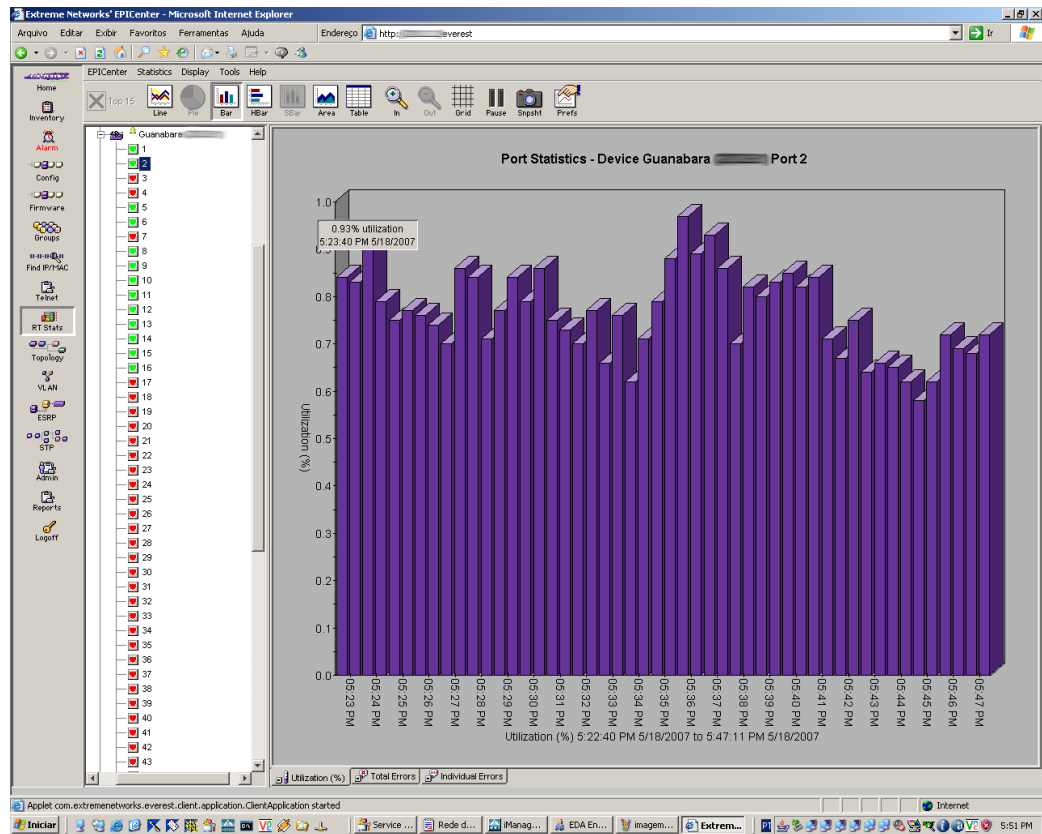 Extreme Networks' EPICenter - Microsoft Internet Explorer
Arquivo Editar Exibir Favoritos Ferramentas Ajuda
Endereço http: everest
Ir
EPICenter Statistics Display Tools Help
Top 15 Line Pie Bar HBar SBar Area Table In Out Grid Pause Snpsht Prefs
Home
Inventory
Alarm
Config
Firmware
Groups
Find IP/MAC
Telnet
RT Stats
Topology
VLAN
ESRP
STP
Admin
Reports
Logoff
Guanabara
1
2
3
4
5
6
7
8
9
10
11
12
13
14
15
16
17
18
19
20
21
22
23
24
25
26
27
28
29
30
31
32
33
34
35
36
37
38
39
40
41
42
43
Port Statistics - Device Guanabara Port 2
0.93% utilization
5:23:40 PM 5/18/2007
1.0
0.8
0.7
0.6
0.5
0.4
0.3
0.2
0.1
0.0
Utilization (%)
05:23 PM
05:24 PM
05:25 PM
05:26 PM
05:27 PM
05:28 PM
05:29 PM
05:30 PM
05:31 PM
05:32 PM
05:33 PM
05:34 PM
05:35 PM
05:36 PM
05:37 PM
05:38 PM
05:39 PM
05:40 PM
05:41 PM
05:42 PM
05:43 PM
05:44 PM
05:45 PM
05:46 PM
05:47 PM
Utilization (%) 5:22:40 PM 5/18/2007 to 5:47:11 PM 5/18/2007
Utilization (%) Total Errors Individual Errors
Applet com.extremenetworks.everest.client.application.ClientApplication started
Internet
Iniciar
Service ... Rede d... iManag... EDA En... imagem... Extrem...
PT
5:51 PM